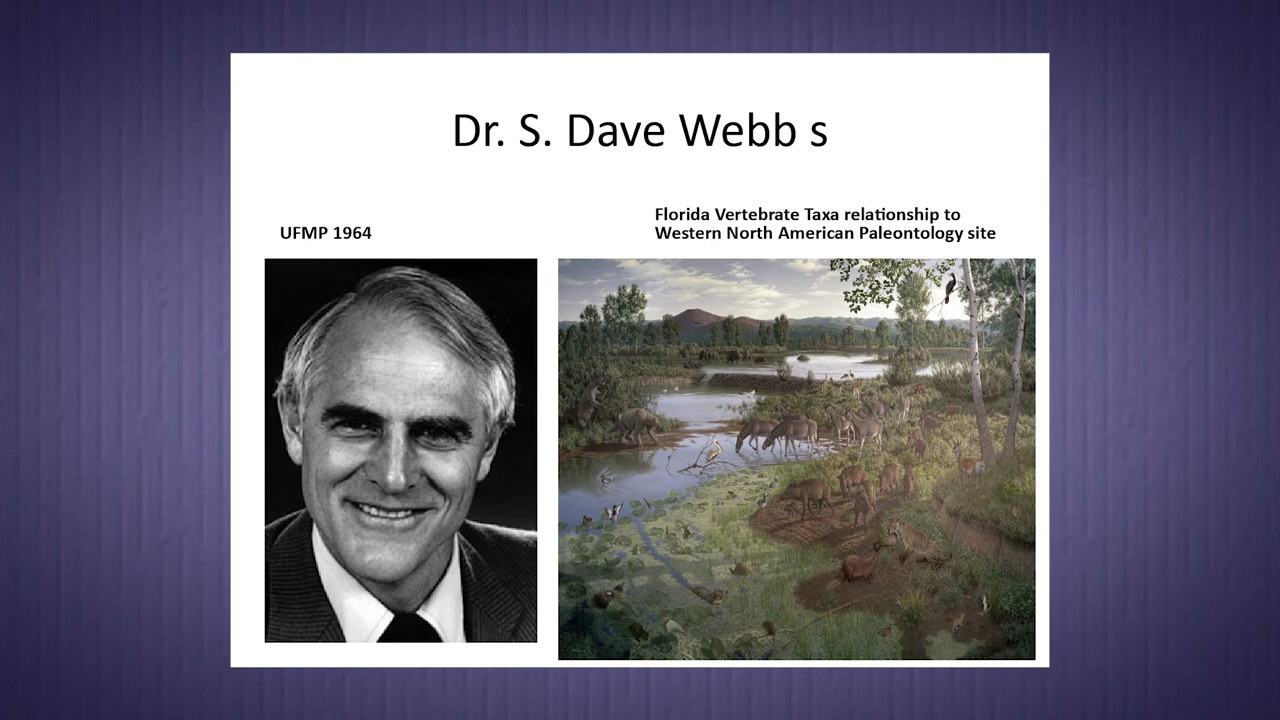 Dr. S. Dave Webb s
UFMP 1964
Florida Vertebrate Taxa relationship to
Western North American Paleontology site